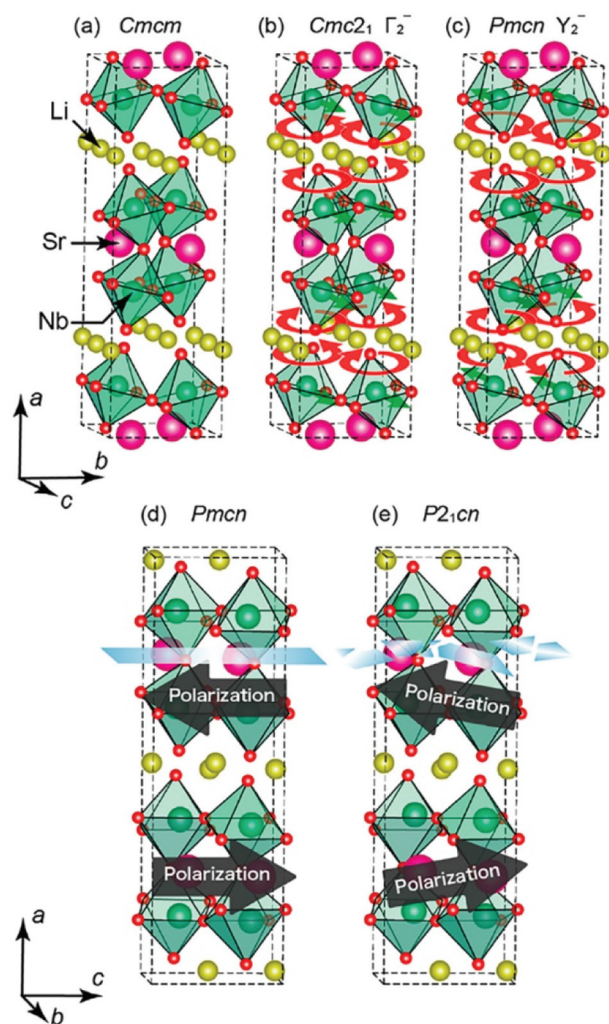 (a) Cmcm
(b) Cmc2₁ Γ₂⁻
(c) Pmcn Y₂⁻
Li
Sr
Nb
a
b
c
(d) Pmcn
(e) P2₁cn
Polarization
Polarization
Polarization
Polarization
a
c
b